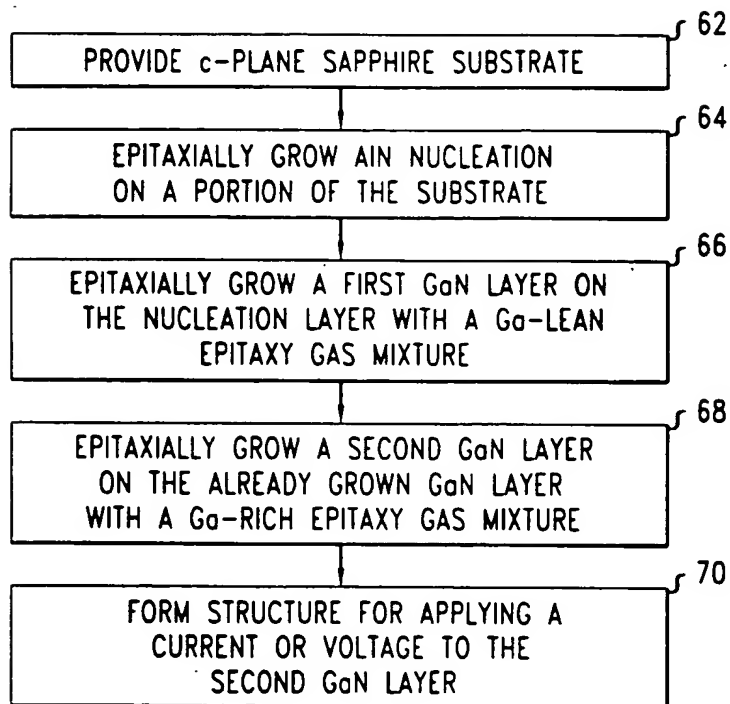 62
PROVIDE c-PLANE SAPPHIRE SUBSTRATE
64
EPITAXIALLY GROW AlN NUCLEATION
ON A PORTION OF THE SUBSTRATE
66
EPITAXIALLY GROW A FIRST GaN LAYER ON
THE NUCLEATION LAYER WITH A Ga-LEAN
EPITAXY GAS MIXTURE
68
EPITAXIALLY GROW A SECOND GaN LAYER
ON THE ALREADY GROWN GaN LAYER
WITH A Ga-RICH EPITAXY GAS MIXTURE
70
FORM STRUCTURE FOR APPLYING A
CURRENT OR VOLTAGE TO THE
SECOND GaN LAYER